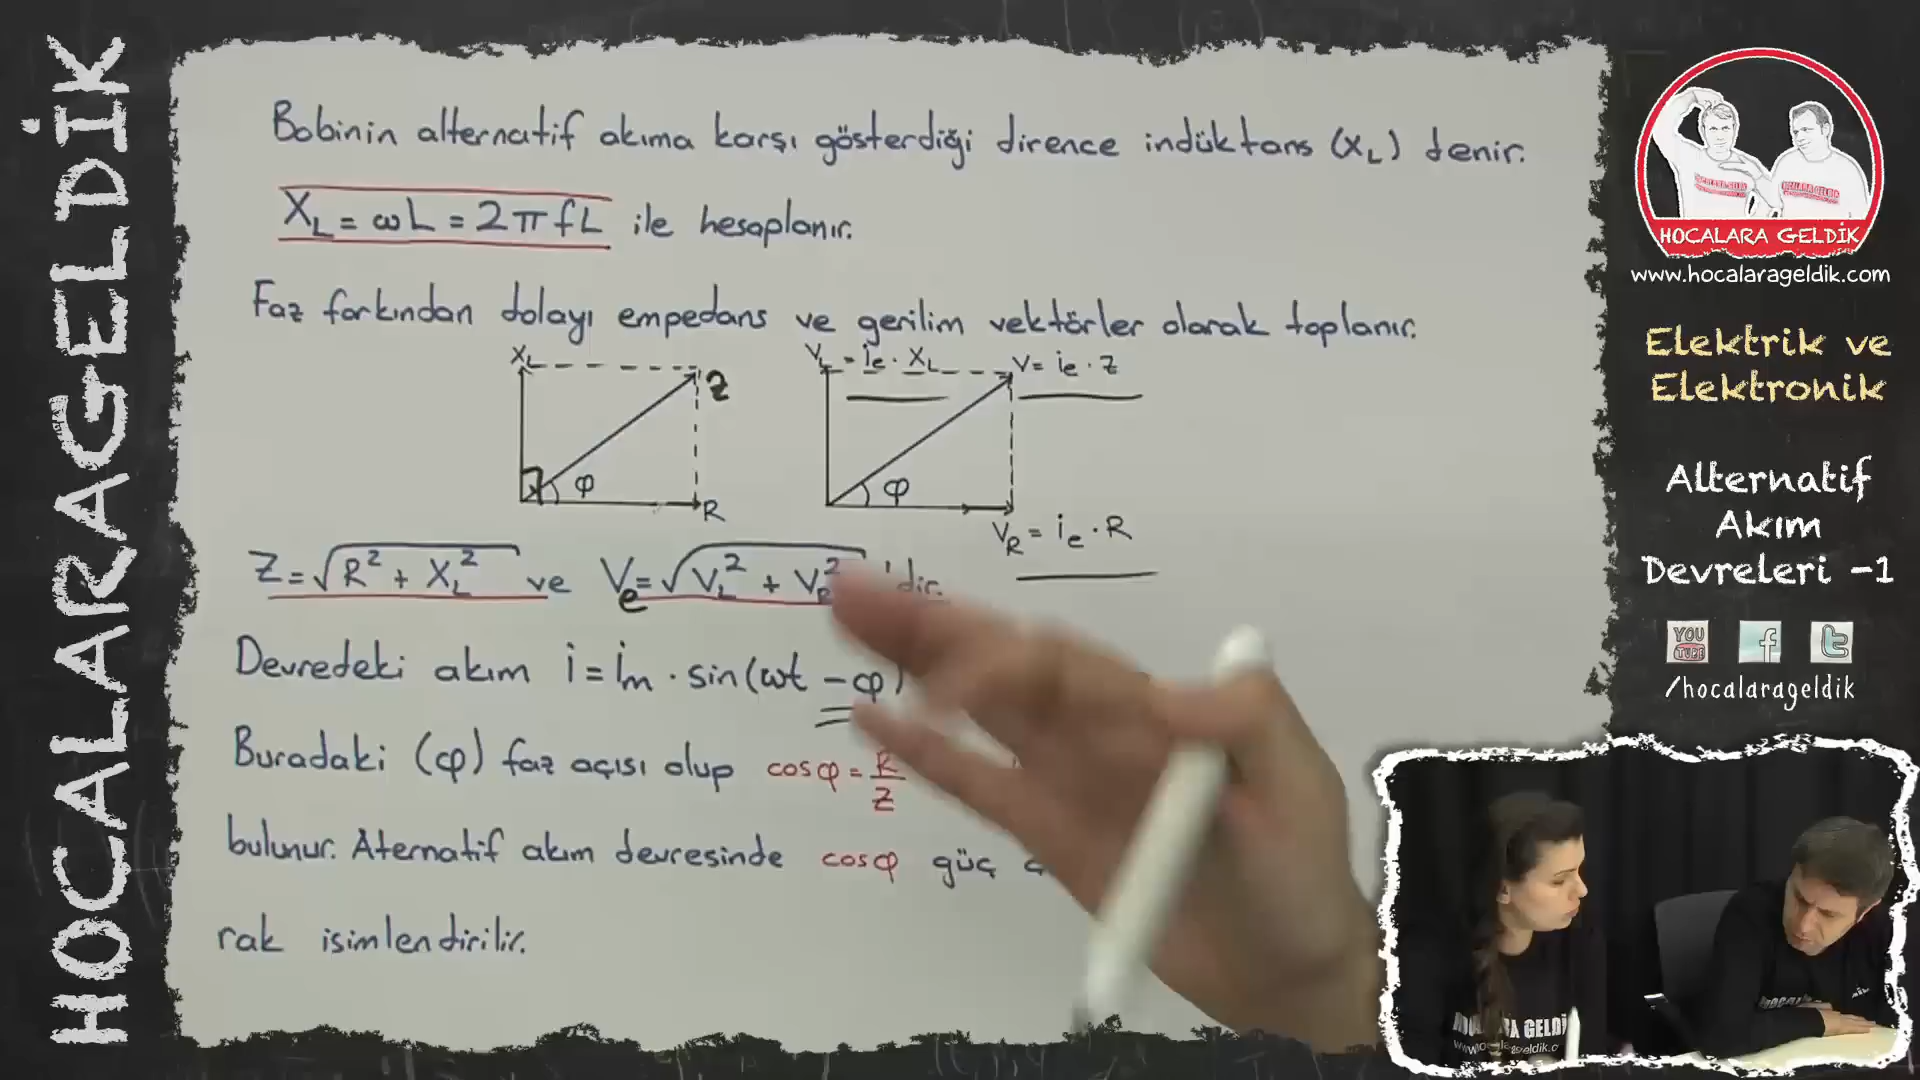 HOCALARAGELDİK
Bobinin alternatif akıma karşı gösterdiği dirence indüktans (XL) denir.
XL = ωL = 2πfL ile hesaplanır.
Faz farkından dolayı empedans ve gerilim vektörler olarak toplanır.
XL
Z
φ
R
VL = ie · XL
V = ie · Z
φ
VR = ie · R
Z = √R² + XL² ve Ve = √VL² + VR² 'dir.
Devredeki akım i = im · sin(ωt - φ)
Buradaki (φ) faz açısı olup cosφ = R/Z
bulunur. Aternatif akım devresinde cosφ güç
rak isimlendirilir.
HOCALARA GELDİK
www.hocalarageldik.com
Elektrik ve
Elektronik
Alternatif
Akım
Devreleri -1
YOU
TUBE
/hocalarageldik